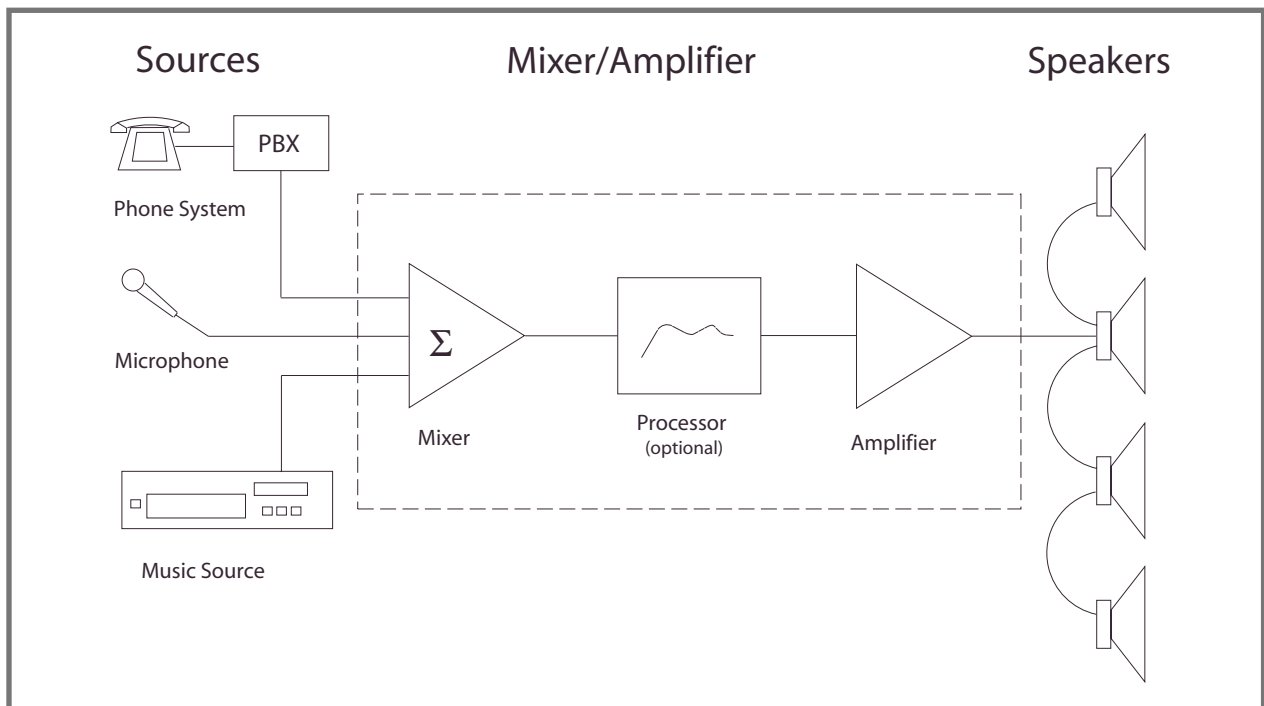 Sources
Mixer/Amplifier
Speakers
PBX
Phone System
Microphone
Σ
Mixer
Processor
(optional)
Amplifier
Music Source